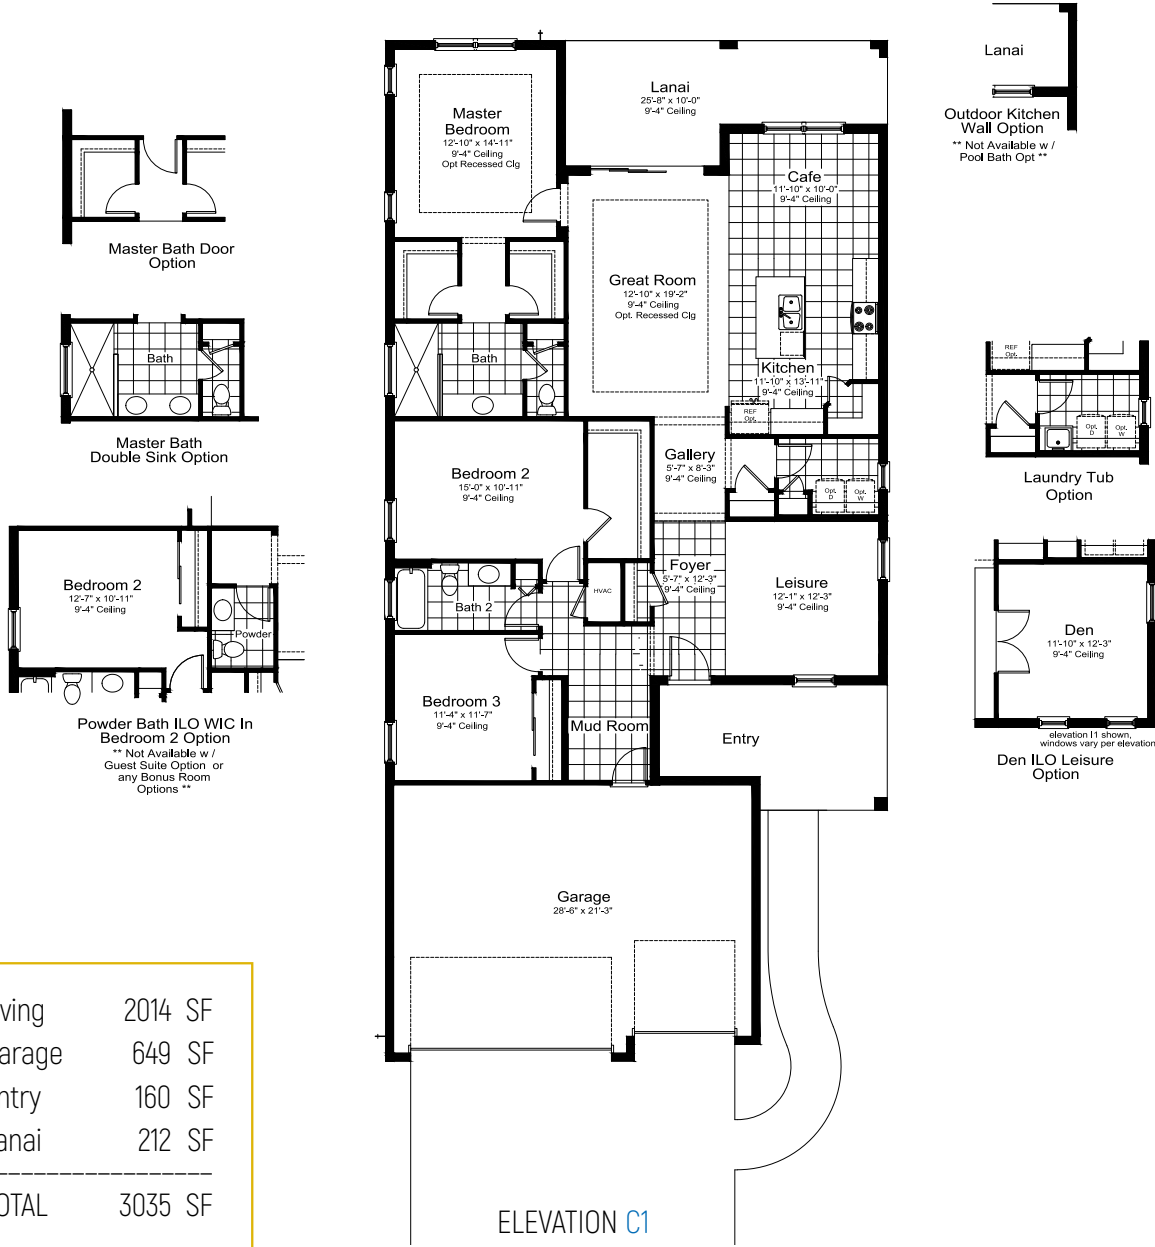 Lanai
Outdoor Kitchen
Wall Option
** Not Available w /
Pool Bath Opt **
Master
Bedroom
12'-10" x 14'-11"
9'-4" Ceiling
Opt Recessed Clg
Lanai
25'-8" x 10'-0"
9'-4" Ceiling
Cafe
11'-10" x 10'-0"
9'-4" Ceiling
Master Bath Door
Option
Great Room
12'-10" x 19'-2"
9'-4" Ceiling
Opt. Recessed Clg
Bath
Master Bath
Double Sink Option
Bath
Kitchen
11'-10" x 13'-11"
9'-4" Ceiling
REF
Opt.
REF
Opt.
Opt.
D
Opt.
W
Laundry Tub
Option
Bedroom 2
15'-0" x 10'-11"
9'-4" Ceiling
Gallery
5'-7" x 8'-3"
9'-4" Ceiling
Opt.
D
Opt.
W
Bedroom 2
12'-7" x 10'-11"
9'-4" Ceiling
Powder
Powder Bath ILO WIC In
Bedroom 2 Option
** Not Available w /
Guest Suite Option or
any Bonus Room
Options **
Bath 2
HVAC
Foyer
5'-7" x 12'-3"
9'-4" Ceiling
Leisure
12'-1" x 12'-3"
9'-4" Ceiling
Den
11'-10" x 12'-3"
9'-4" Ceiling
elevation I1 shown,
windows vary per elevation
Den ILO Leisure
Option
Bedroom 3
11'-4" x 11'-7"
9'-4" Ceiling
Mud Room
Entry
Garage
28'-6" x 21'-3"
ving 2014 SF
arage 649 SF
ntry 160 SF
anai 212 SF
OTAL 3035 SF
ELEVATION C1